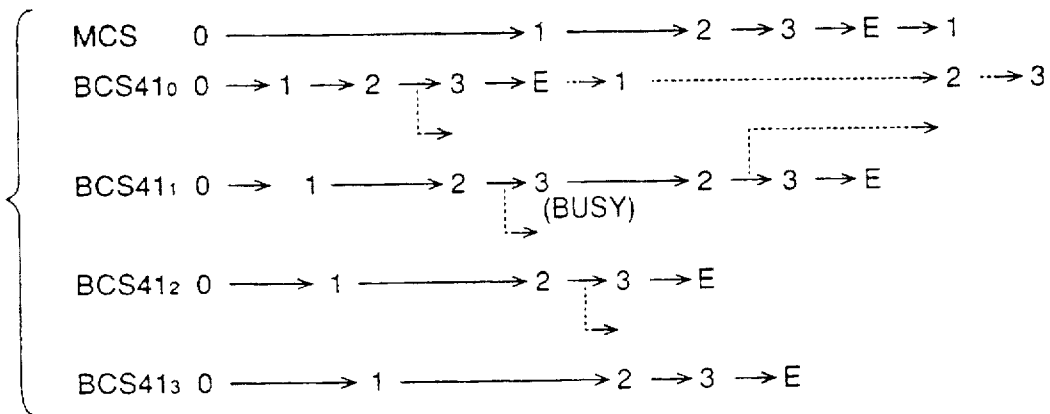 MCS 0 → 1 → 2 → 3 → E → 1
BCS41₀ 0 → 1 → 2 → 3 → E → 1 → 2 → 3
BCS41₁ 0 → 1 → 2 → 3 → 2 → 3 → E
(BUSY)
BCS41₂ 0 → 1 → 2 → 3 → E
BCS41₃ 0 → 1 → 2 → 3 → E